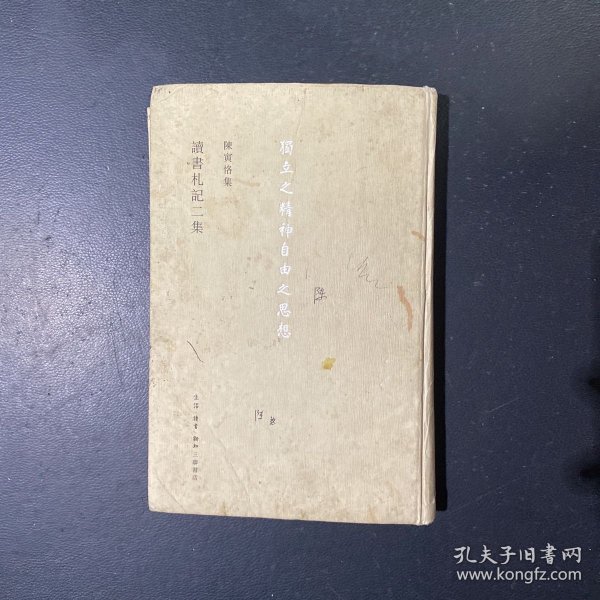 獨立之精神自由之思想
陳寅恪集
讀書札記二集
生活·讀書·新知三聯書店
陈
孔夫子旧書网
www.kongfz.com